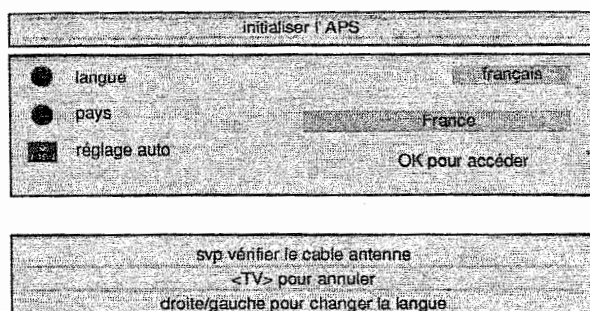 initialiser l'APS
langue français
pays France
réglage auto OK pour accéder
svp vérifier le cable antenne
<TV> pour annuler
droite/gauche pour changer la langue